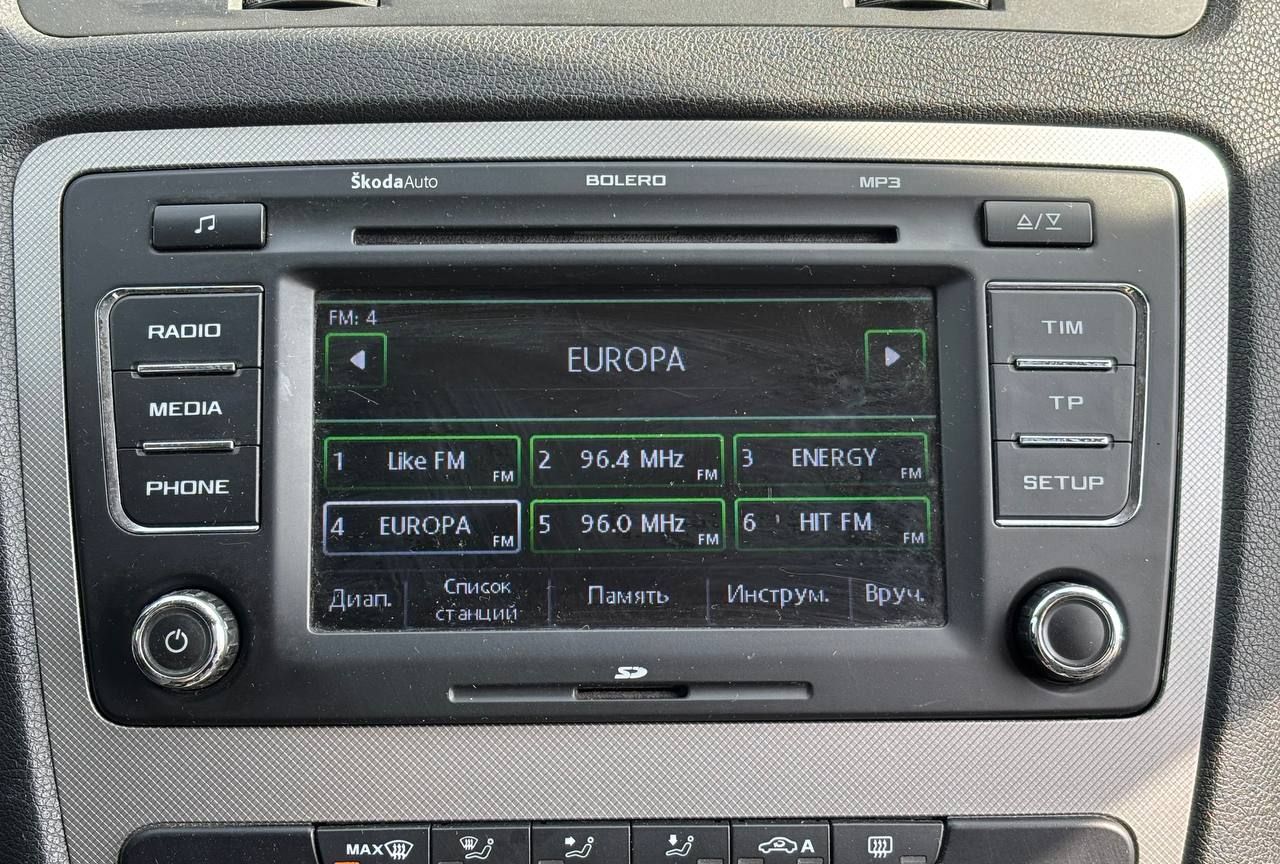 ŠkodaAuto BOLERO MP3
RADIO
MEDIA
PHONE
FM: 4
EUROPA
1 Like FM FM
2 96.4 MHz FM
3 ENERGY FM
4 EUROPA FM
5 96.0 MHz FM
6 HIT FM FM
Диап.
Список
станций
Память
Инструм.
Вруч.
TIM
TP
SETUP
SD
MAX
A